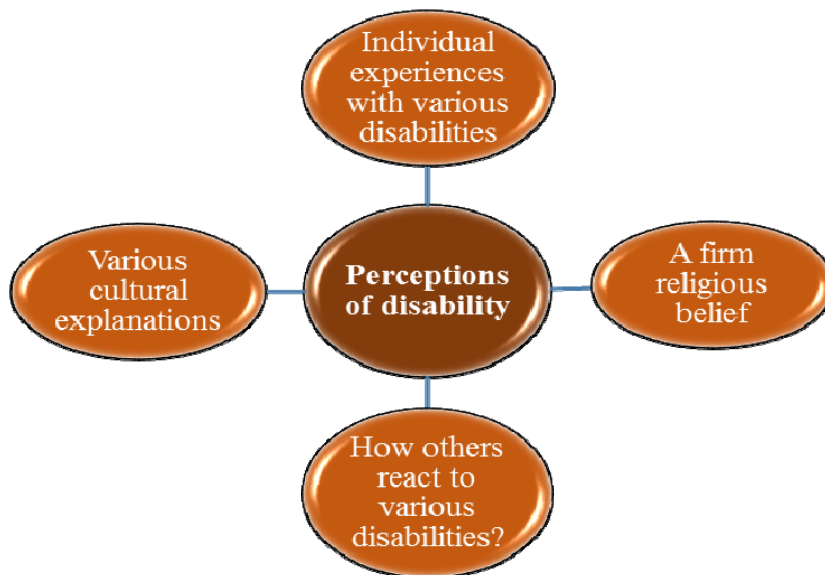 Individual
experiences
with various
disabilities
Various
cultural
explanations
Perceptions
of disability
A firm
religious
belief
How others
react to
various
disabilities?